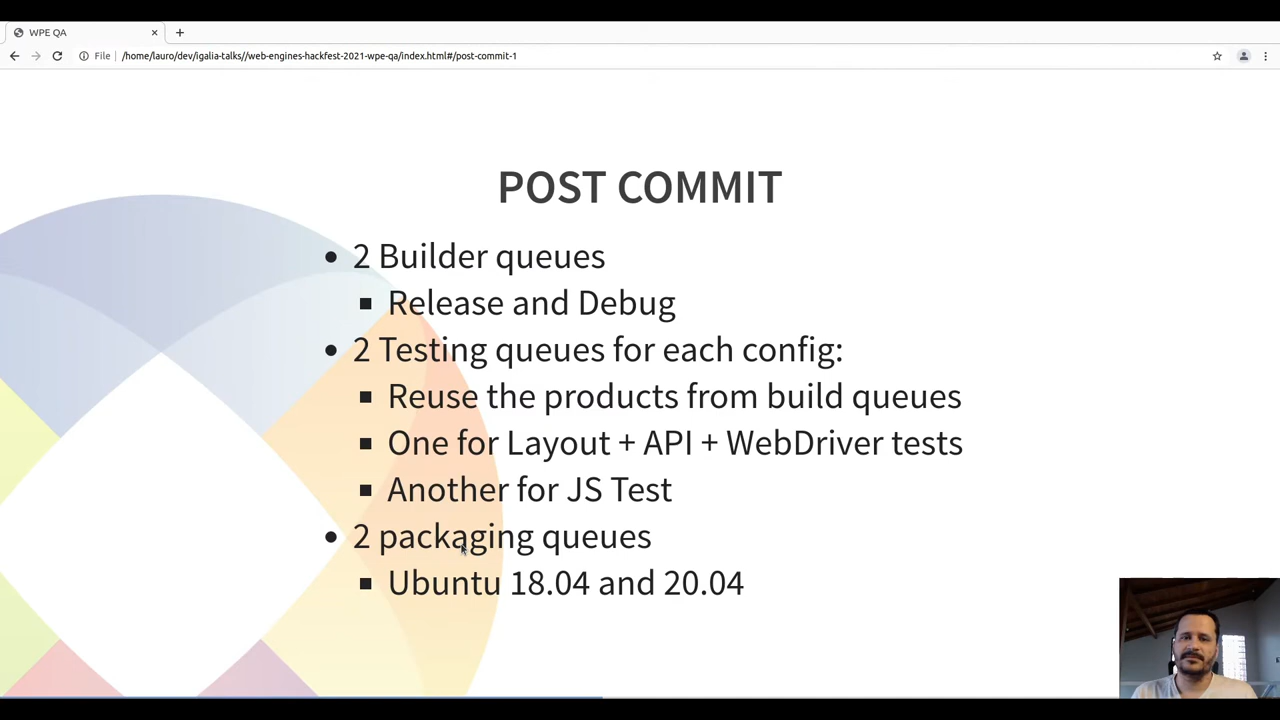 WPE QA
File
/home/lauro/dev/igalia-talks//web-engines-hackfest-2021-wpe-qa/index.html#/post-commit-1
POST COMMIT
2 Builder queues
Release and Debug
2 Testing queues for each config:
Reuse the products from build queues
One for Layout + API + WebDriver tests
Another for JS Test
2 packaging queues
Ubuntu 18.04 and 20.04